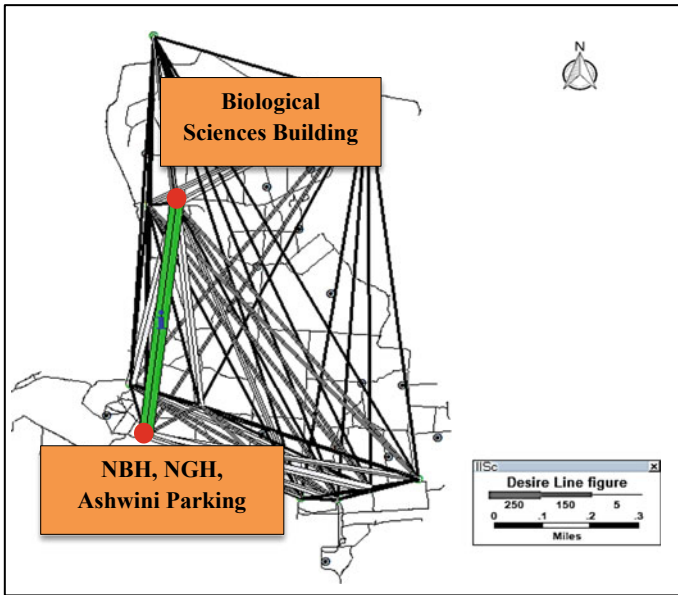 N
Biological
Sciences Building
NBH, NGH,
Ashwini Parking
IISc
Desire Line figure
250 150 5
0 .1 .2 .3
Miles